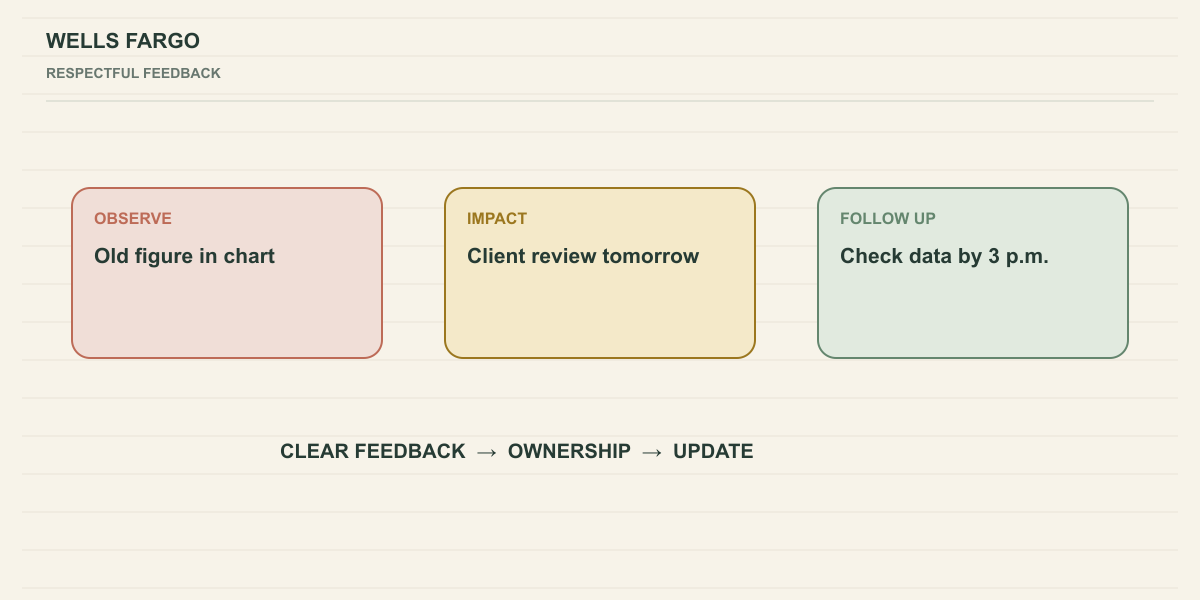 WELLS FARGO
RESPECTFUL FEEDBACK
OBSERVE
Old figure in chart
IMPACT
Client review tomorrow
FOLLOW UP
Check data by 3 p.m.
CLEAR FEEDBACK → OWNERSHIP → UPDATE